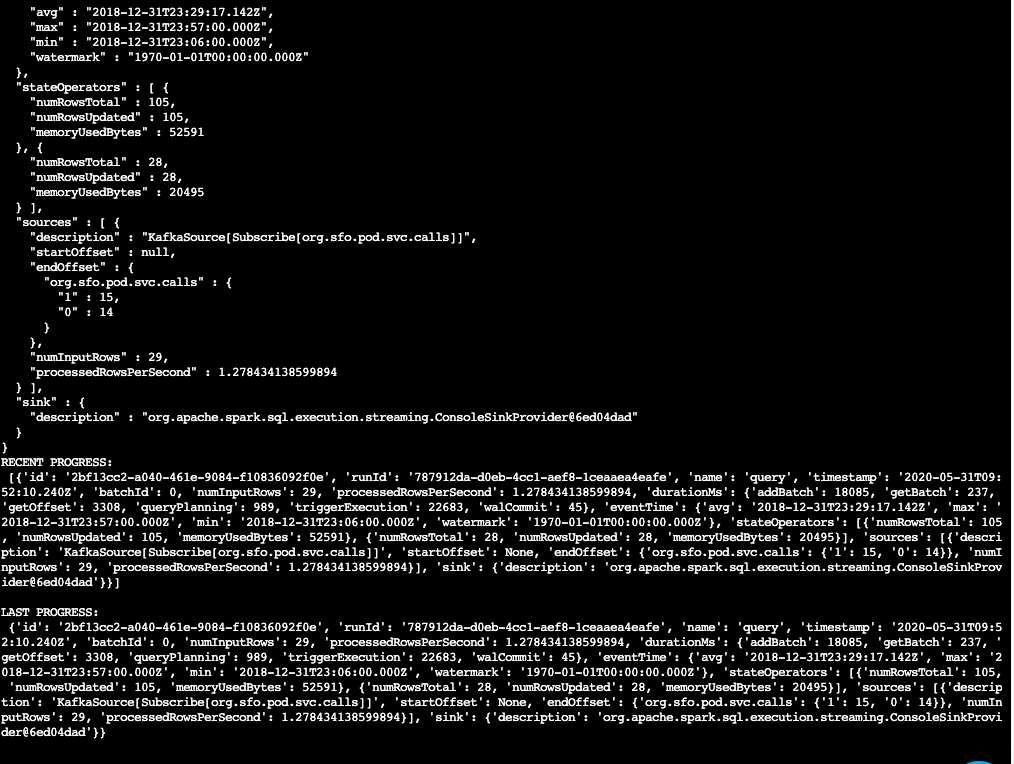 "avg" : "2018-12-31T23:29:17.142Z",
    "max" : "2018-12-31T23:57:00.000Z",
    "min" : "2018-12-31T23:06:00.000Z",
    "watermark" : "1970-01-01T00:00:00.000Z"
  },
  "stateOperators" : [ {
    "numRowsTotal" : 105,
    "numRowsUpdated" : 105,
    "memoryUsedBytes" : 52591
  }, {
    "numRowsTotal" : 28,
    "numRowsUpdated" : 28,
    "memoryUsedBytes" : 20495
  } ],
  "sources" : [ {
    "description" : "KafkaSource[Subscribe[org.sfo.pod.svc.calls]]",
    "startOffset" : null,
    "endOffset" : {
      "org.sfo.pod.svc.calls" : {
        "1" : 15,
        "0" : 14
      }
    },
    "numInputRows" : 29,
    "processedRowsPerSecond" : 1.278434138599894
  } ],
  "sink" : {
    "description" : "org.apache.spark.sql.execution.streaming.ConsoleSinkProvider@6ed04dad"
  }
}
RECENT PROGRESS:
 [{'id': '2bf13cc2-a040-461e-9084-f10836092f0e', 'runId': '787912da-d0eb-4cc1-aef8-1ceaaea4eafe', 'name': 'query', 'timestamp': '2020-05-31T09:
52:10.240Z', 'batchId': 0, 'numInputRows': 29, 'processedRowsPerSecond': 1.278434138599894, 'durationMs': {'addBatch': 18085, 'getBatch': 237,
'getOffset': 3308, 'queryPlanning': 989, 'triggerExecution': 22683, 'walCommit': 45}, 'eventTime': {'avg': '2018-12-31T23:29:17.142Z', 'max': '
2018-12-31T23:57:00.000Z', 'min': '2018-12-31T23:06:00.000Z', 'watermark': '1970-01-01T00:00:00.000Z'}, 'stateOperators': [{'numRowsTotal': 105
, 'numRowsUpdated': 105, 'memoryUsedBytes': 52591}, {'numRowsTotal': 28, 'numRowsUpdated': 28, 'memoryUsedBytes': 20495}], 'sources': [{'descri
ption': 'KafkaSource[Subscribe[org.sfo.pod.svc.calls]]', 'startOffset': None, 'endOffset': {'org.sfo.pod.svc.calls': {'1': 15, '0': 14}}, 'numI
nputRows': 29, 'processedRowsPerSecond': 1.278434138599894}], 'sink': {'description': 'org.apache.spark.sql.execution.streaming.ConsoleSinkProv
ider@6ed04dad'}}]
LAST PROGRESS:
 {'id': '2bf13cc2-a040-461e-9084-f10836092f0e', 'runId': '787912da-d0eb-4cc1-aef8-1ceaaea4eafe', 'name': 'query', 'timestamp': '2020-05-31T09:5
2:10.240Z', 'batchId': 0, 'numInputRows': 29, 'processedRowsPerSecond': 1.278434138599894, 'durationMs': {'addBatch': 18085, 'getBatch': 237, '
getOffset': 3308, 'queryPlanning': 989, 'triggerExecution': 22683, 'walCommit': 45}, 'eventTime': {'avg': '2018-12-31T23:29:17.142Z', 'max': '2
018-12-31T23:57:00.000Z', 'min': '2018-12-31T23:06:00.000Z', 'watermark': '1970-01-01T00:00:00.000Z'}, 'stateOperators': [{'numRowsTotal': 105,
 'numRowsUpdated': 105, 'memoryUsedBytes': 52591}, {'numRowsTotal': 28, 'numRowsUpdated': 28, 'memoryUsedBytes': 20495}], 'sources': [{'descrip
tion': 'KafkaSource[Subscribe[org.sfo.pod.svc.calls]]', 'startOffset': None, 'endOffset': {'org.sfo.pod.svc.calls': {'1': 15, '0': 14}}, 'numIn
putRows': 29, 'processedRowsPerSecond': 1.278434138599894}], 'sink': {'description': 'org.apache.spark.sql.execution.streaming.ConsoleSinkProvi
der@6ed04dad'}}